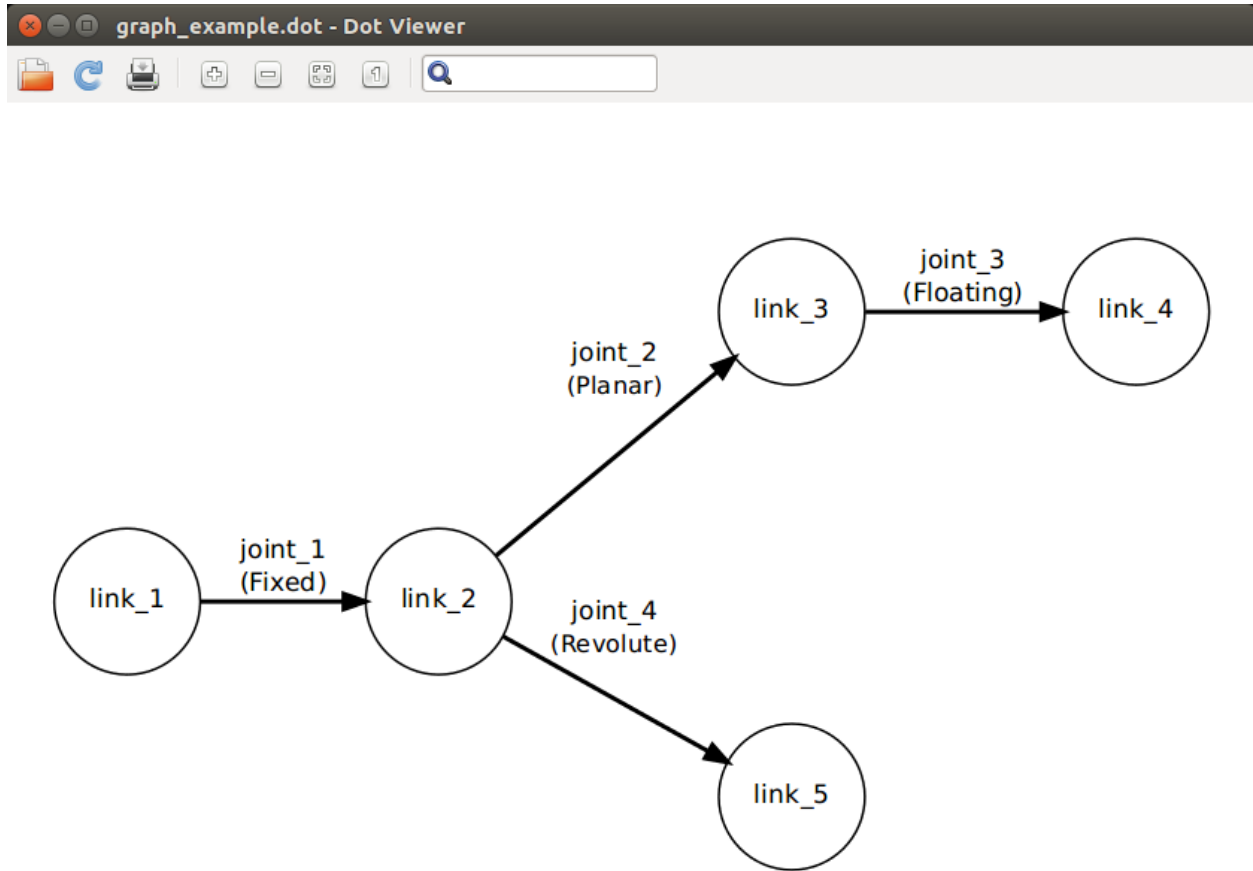 graph_example.dot - Dot Viewer
joint_3
(Floating)
link_3
link_4
joint_2
(Planar)
joint_1
(Fixed)
link_1
link_2
joint_4
(Revolute)
link_5